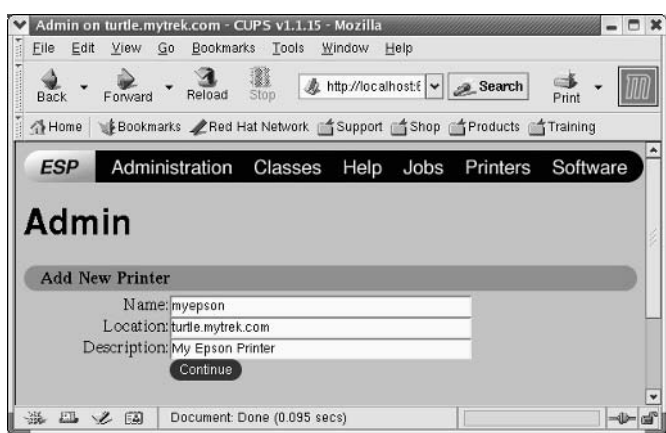 Admin on turtle.mytrek.com - CUPS v1.1.15 - Mozilla
File Edit View Go Bookmarks Tools Window Help
Back Forward Reload Stop http://localhost:6 Search Print
Home Bookmarks Red Hat Network Support Shop Products Training
ESP Administration Classes Help Jobs Printers Software
Admin
Add New Printer
Name: myepson
Location: turtle.mytrek.com
Description: My Epson Printer
Continue
Document: Done (0.095 secs)